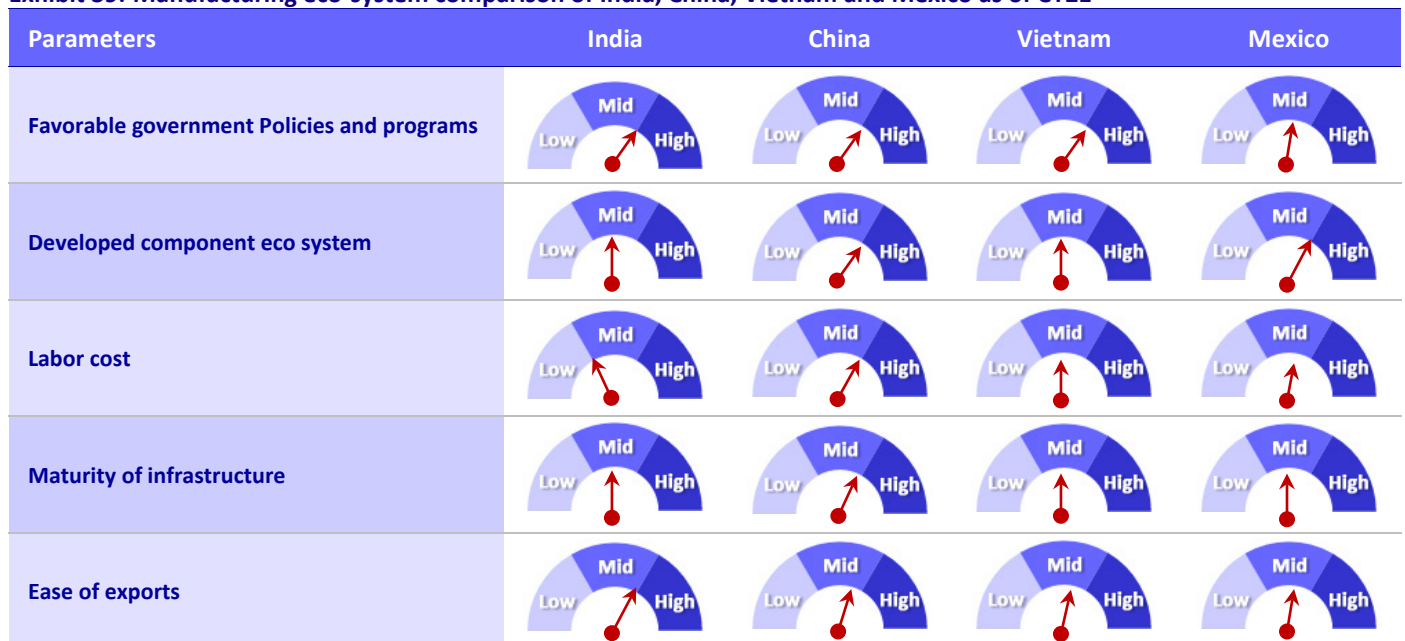 Parameters India China Vietnam Mexico
Favorable government Policies and programs
Low Mid High Low Mid High Low Mid High Low Mid High
Developed component eco system
Low Mid High Low Mid High Low Mid High Low Mid High
Labor cost
Low Mid High Low Mid High Low Mid High Low Mid High
Maturity of infrastructure
Low Mid High Low Mid High Low Mid High Low Mid High
Ease of exports
Low Mid High Low Mid High Low Mid High Low Mid High